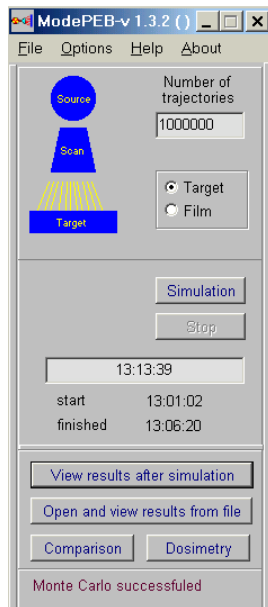 ModePEB-v 1.3.2 ()
File Options Help About
Source
Scan
Target
Number of
trajectories
1000000
Target
Film
Simulation
Stop
13:13:39
start 13:01:02
finished 13:06:20
View results after simulation
Open and view results from file
Comparison Dosimetry
Monte Carlo successfuled